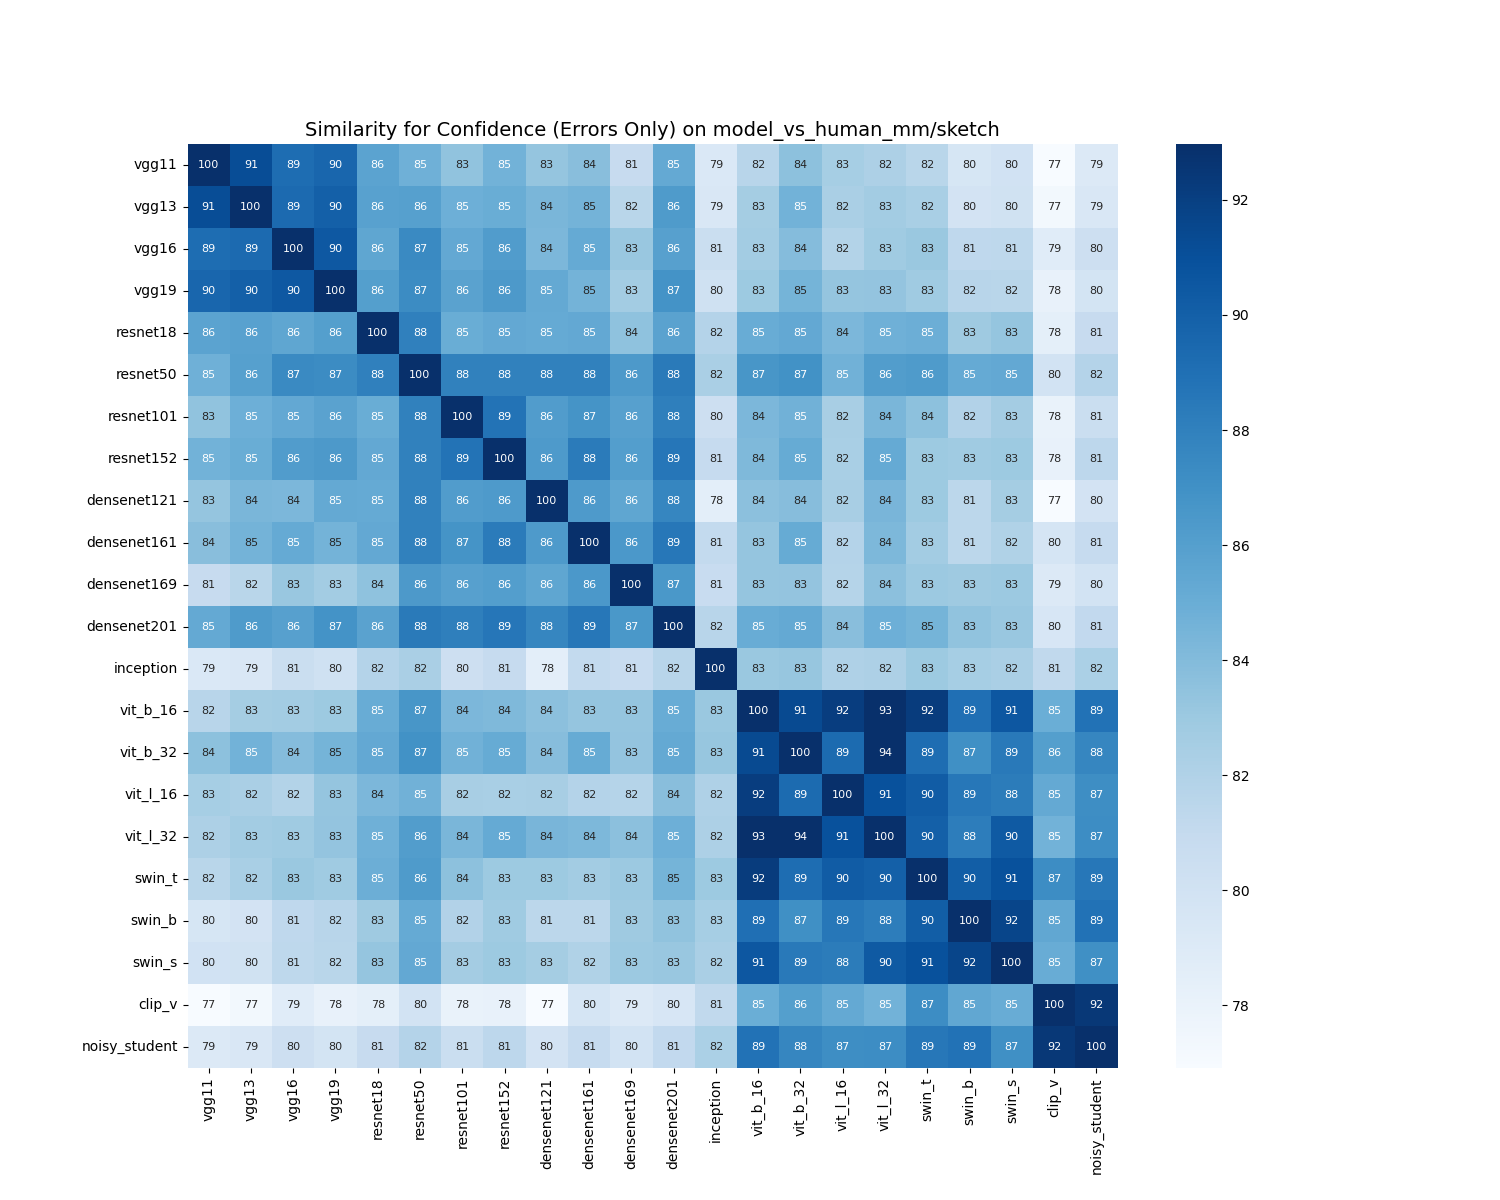 Similarity for Confidence (Errors Only) on model_vs_human_mm/sketch
vgg11 100 91 89 90 86 85 83 85 83 84 81 85 79 82 84 83 82 82 80 80 77 79
vgg13 91 100 89 90 86 86 85 85 84 85 82 86 79 83 85 82 83 82 80 80 77 79
vgg16 89 89 100 90 86 87 85 86 84 85 83 86 81 83 84 82 83 83 81 81 79 80
vgg19 90 90 90 100 86 87 86 86 85 85 83 87 80 83 85 83 83 83 82 82 78 80
resnet18 86 86 86 86 100 88 85 85 85 85 84 86 82 85 85 84 85 85 83 83 78 81
resnet50 85 86 87 87 88 100 88 88 88 88 86 88 82 87 87 85 86 86 85 85 80 82
resnet101 83 85 85 86 85 88 100 89 86 87 86 88 80 84 85 82 84 84 82 83 78 81
resnet152 85 85 86 86 85 88 89 100 86 88 86 89 81 84 85 82 85 83 83 83 78 81
densenet121 83 84 84 85 85 88 86 86 100 86 86 88 78 84 84 82 84 83 81 83 77 80
densenet161 84 85 85 85 85 88 87 88 86 100 86 89 81 83 85 82 84 83 81 82 80 81
densenet169 81 82 83 83 84 86 86 86 86 86 100 87 81 83 83 82 84 83 83 83 79 80
densenet201 85 86 86 87 86 88 88 89 88 89 87 100 82 85 85 84 85 85 83 83 80 81
inception 79 79 81 80 82 82 80 81 78 81 81 82 100 83 83 82 82 83 83 82 81 82
vit_b_16 82 83 83 83 85 87 84 84 84 83 83 85 83 100 91 92 93 92 89 91 85 89
vit_b_32 84 85 84 85 85 87 85 85 84 85 83 85 83 91 100 89 94 89 87 89 86 88
vit_l_16 83 82 82 83 84 85 82 82 82 82 82 84 82 92 89 100 91 90 89 88 85 87
vit_l_32 82 83 83 83 85 86 84 85 84 84 84 85 82 93 94 91 100 90 88 90 85 87
swin_t 82 82 83 83 85 86 84 83 83 83 83 85 83 92 89 90 90 100 90 91 87 89
swin_b 80 80 81 82 83 85 82 83 81 81 83 83 83 89 87 89 88 90 100 92 85 89
swin_s 80 80 81 82 83 85 83 83 83 82 83 83 82 91 89 88 90 91 92 100 85 87
clip_v 77 77 79 78 78 80 78 78 77 80 79 80 81 85 86 85 85 87 85 85 100 92
noisy_student 79 79 80 80 81 82 81 81 80 81 80 81 82 89 88 87 87 89 89 87 92 100
vgg11 vgg13 vgg16 vgg19 resnet18 resnet50 resnet101 resnet152 densenet121 densenet161 densenet169 densenet201 inception vit_b_16 vit_b_32 vit_l_16 vit_l_32 swin_t swin_b swin_s clip_v noisy_student
92
90
88
86
84
82
80
78